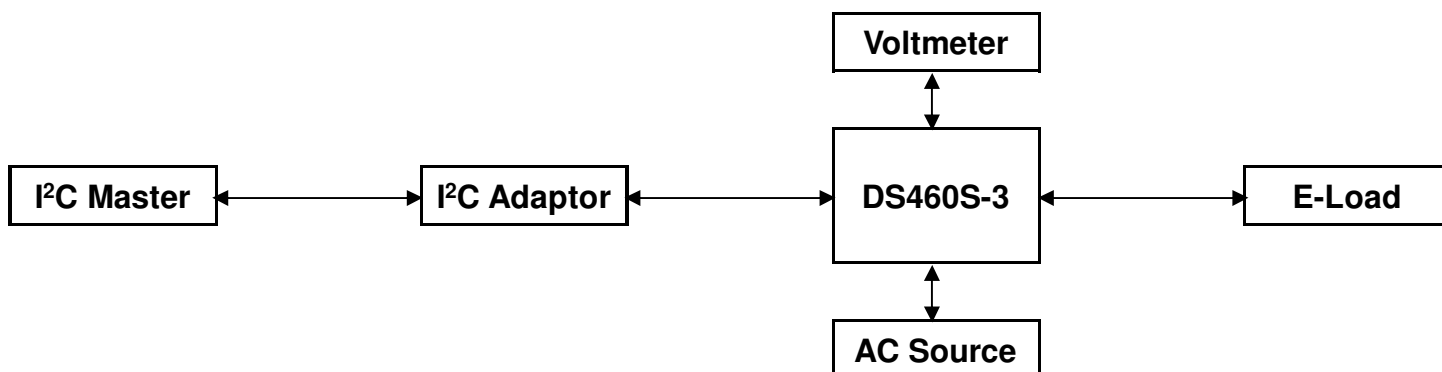 Voltmeter
I²C Master
I²C Adaptor
DS460S-3
E-Load
AC Source